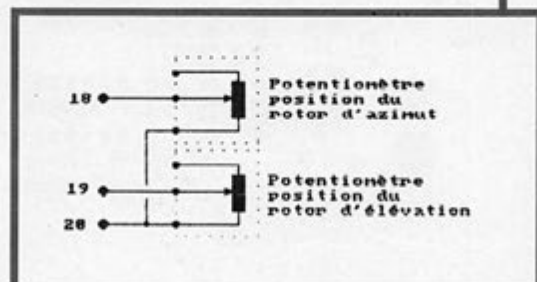 18
Potentiomètre
position du
rotor d'azimut
19
Potentiomètre
position du
rotor d'élévation
20